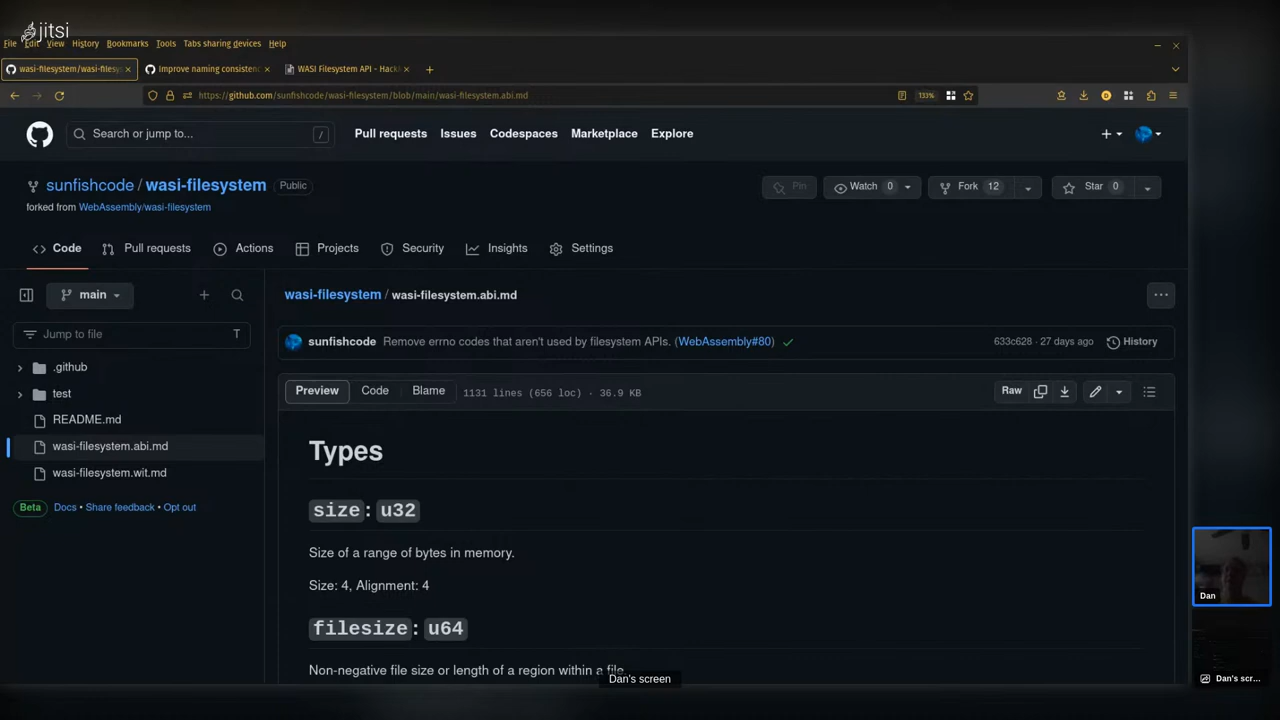 jitsi
File Edit View History Bookmarks Tools Tabs sharing devices Help
wasi-filesystem/wasi-filesy
Improve naming consistenc
WASI Filesystem API - Hack
https://github.com/sunfishcode/wasi-filesystem/blob/main/wasi-filesystem.abi.md
133%
Search or jump to...
/
Pull requests
Issues
Codespaces
Marketplace
Explore
sunfishcode / wasi-filesystem
Public
forked from WebAssembly/wasi-filesystem
Pin
Watch 0
Fork 12
Star 0
Code
Pull requests
Actions
Projects
Security
Insights
Settings
main
Jump to file
T
.github
test
README.md
wasi-filesystem.abi.md
wasi-filesystem.wit.md
Beta Docs • Share feedback • Opt out
wasi-filesystem / wasi-filesystem.abi.md
sunfishcode Remove errno codes that aren't used by filesystem APIs. (WebAssembly#80)
633c628 · 27 days ago
History
Preview
Code
Blame
1131 lines (656 loc) · 36.9 KB
Raw
Types
size: u32
Size of a range of bytes in memory.
Size: 4, Alignment: 4
filesize: u64
Non-negative file size or length of a region within a file.
Dan's screen
Dan
Dan's scr...